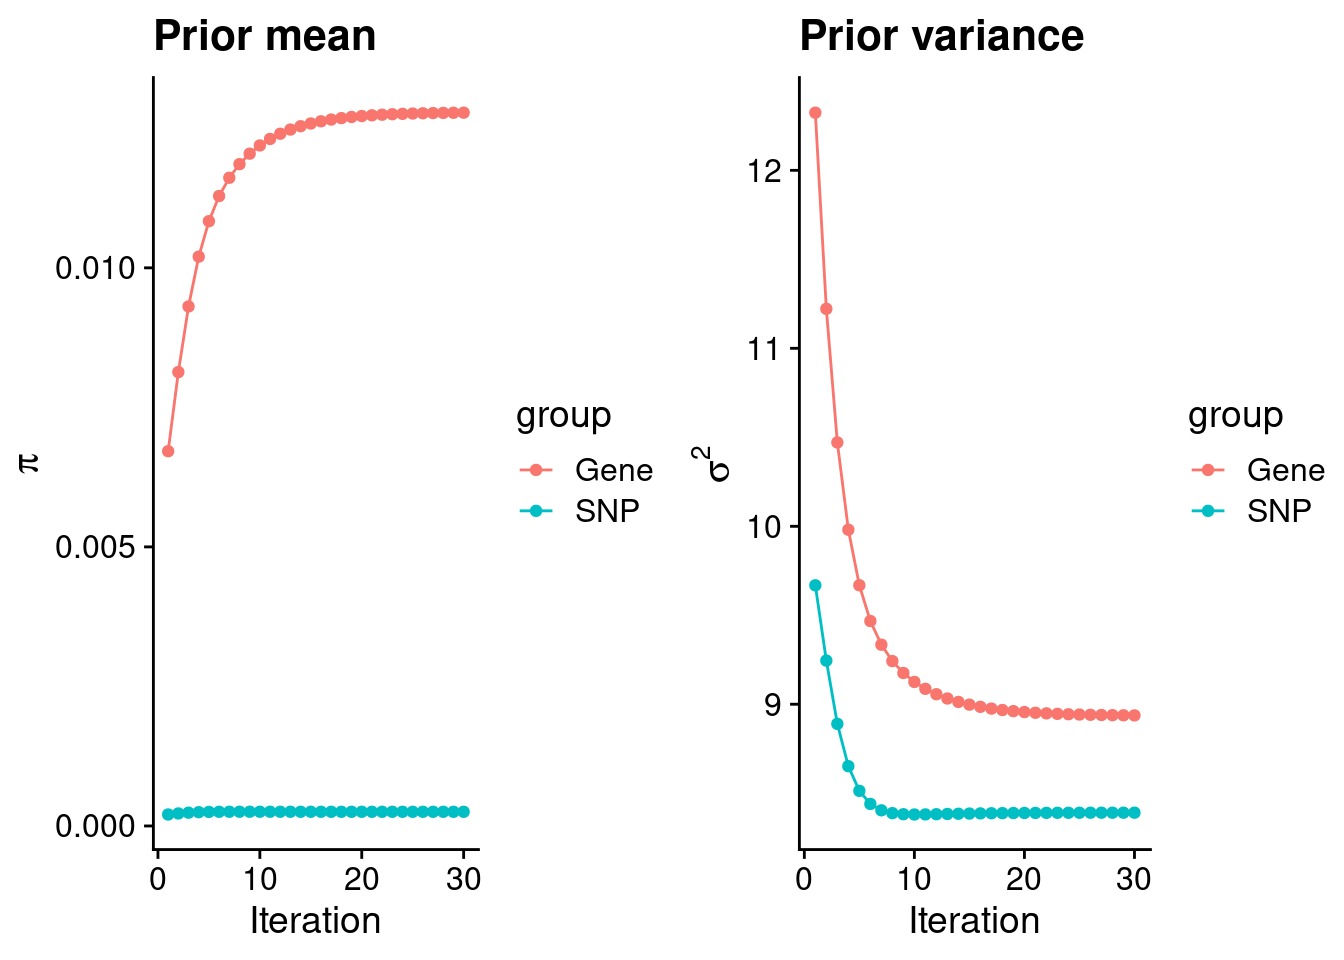 Prior mean
π
0.010
0.005
0.000
0 10 20 30
Iteration
group
Gene
SNP
Prior variance
σ²
12
11
10
9
0 10 20 30
Iteration
group
Gene
SNP